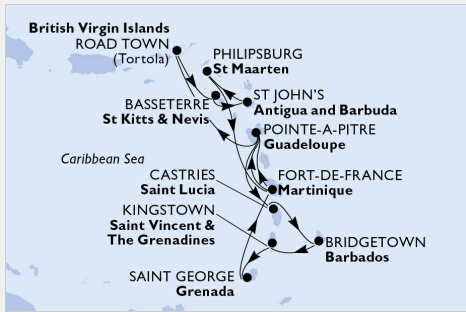 British Virgin Islands
ROAD TOWN
(Tortola)
PHILIPSBURG
St Maarten
BASSETERRE
St Kitts & Nevis
ST JOHN'S
Antigua and Barbuda
POINTE-A-PITRE
Guadeloupe
Caribbean Sea
CASTRIES
Saint Lucia
FORT-DE-FRANCE
Martinique
KINGSTOWN
Saint Vincent &
The Grenadines
BRIDGETOWN
Barbados
SAINT GEORGE
Grenada